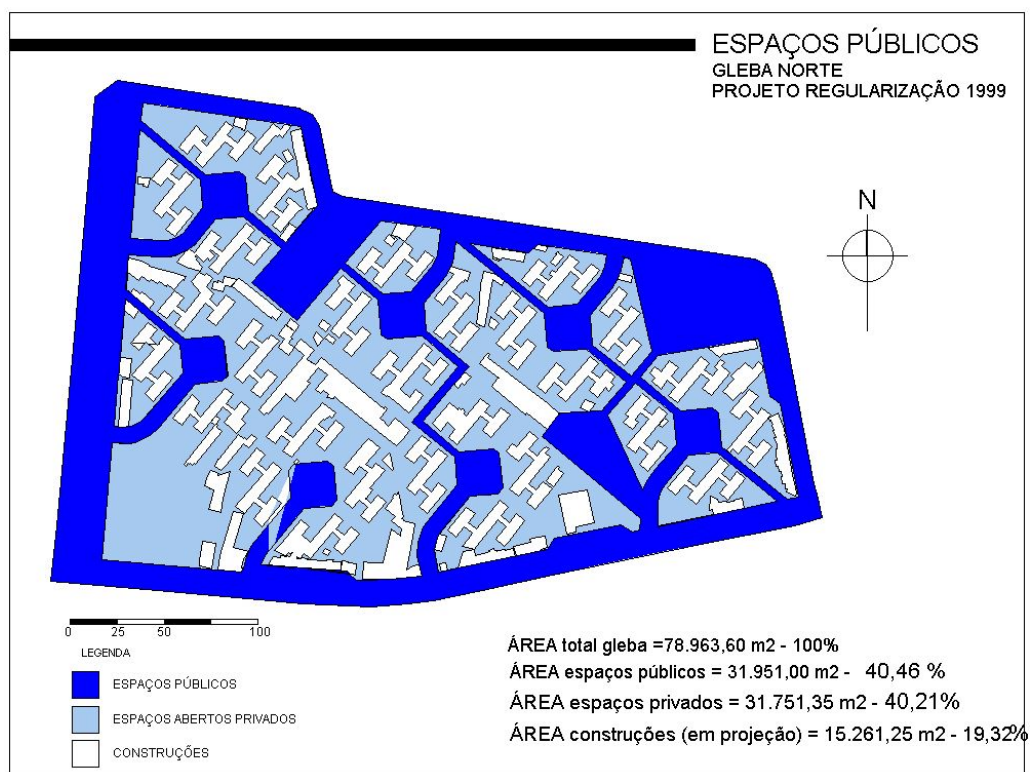 ESPAÇOS PÚBLICOS
GLEBA NORTE
PROJETO REGULARIZAÇÃO 1999
N
0 25 50 100
LEGENDA
ESPAÇOS PÚBLICOS
ESPAÇOS ABERTOS PRIVADOS
CONSTRUÇÕES
ÁREA total gleba =78.963,60 m2 - 100%
ÁREA espaços públicos = 31.951,00 m2 - 40,46 %
ÁREA espaços privados = 31.751,35 m2 - 40,21%
ÁREA construções (em projeção) = 15.261,25 m2 - 19,32%